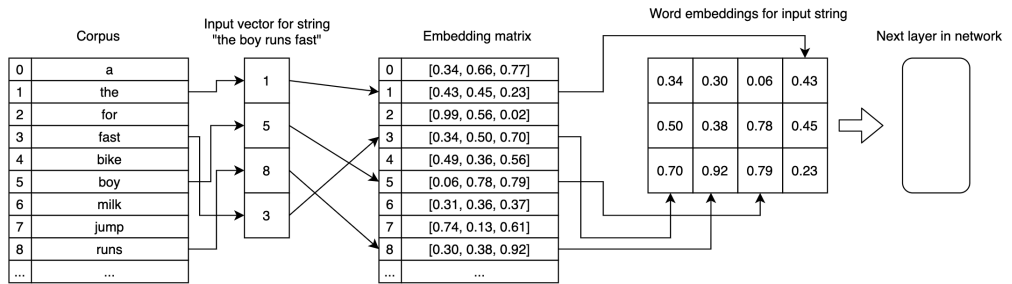 Corpus
0 a
1 the
2 for
3 fast
4 bike
5 boy
6 milk
7 jump
8 runs
... ...
Input vector for string
"the boy runs fast"
1
5
8
3
Embedding matrix
0 [0.34, 0.66, 0.77]
1 [0.43, 0.45, 0.23]
2 [0.99, 0.56, 0.02]
3 [0.34, 0.50, 0.70]
4 [0.49, 0.36, 0.56]
5 [0.06, 0.78, 0.79]
6 [0.31, 0.36, 0.37]
7 [0.74, 0.13, 0.61]
8 [0.30, 0.38, 0.92]
... ...
Word embeddings for input string
0.34 0.30 0.06 0.43
0.50 0.38 0.78 0.45
0.70 0.92 0.79 0.23
Next layer in network